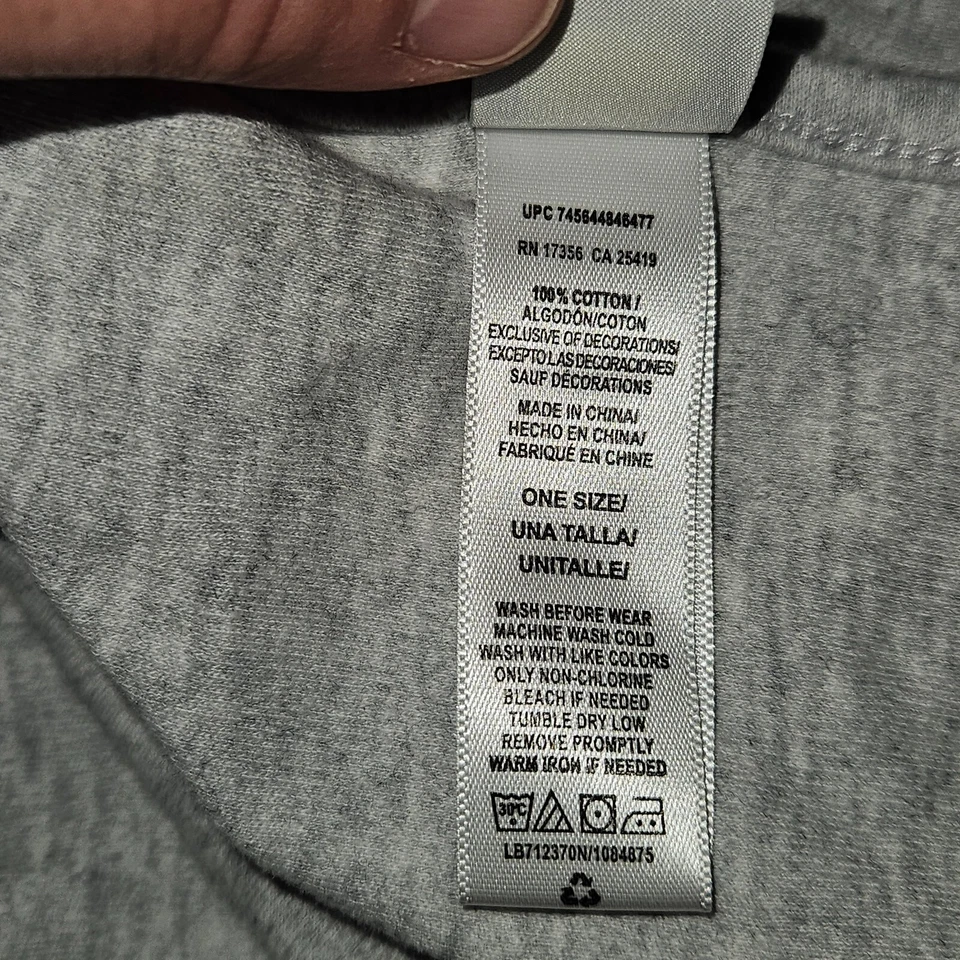 UPC 745644846477
RN 17356 CA 25419
100% COTTON /
ALGODÓN/COTON
EXCLUSIVE OF DECORATIONS/
EXCEPTO LAS DECORACIONES/
SAUF DÉCORATIONS
MADE IN CHINA/
HECHO EN CHINA/
FABRIQUÉ EN CHINE
ONE SIZE/
UNA TALLA/
UNITALLE/
WASH BEFORE WEAR
MACHINE WASH COLD
WASH WITH LIKE COLORS
ONLY NON-CHLORINE
BLEACH IF NEEDED
TUMBLE DRY LOW
REMOVE PROMPTLY
WARM IRON IF NEEDED
30°C
LB712370N/1084875